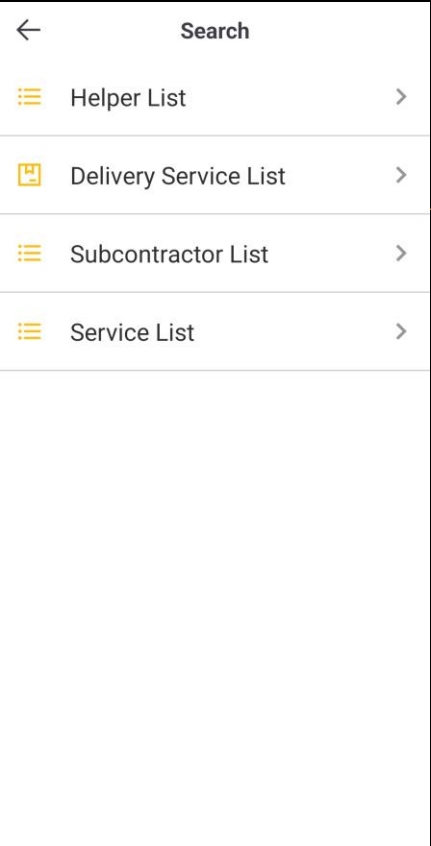 Search
Helper List
Delivery Service List
Subcontractor List
Service List